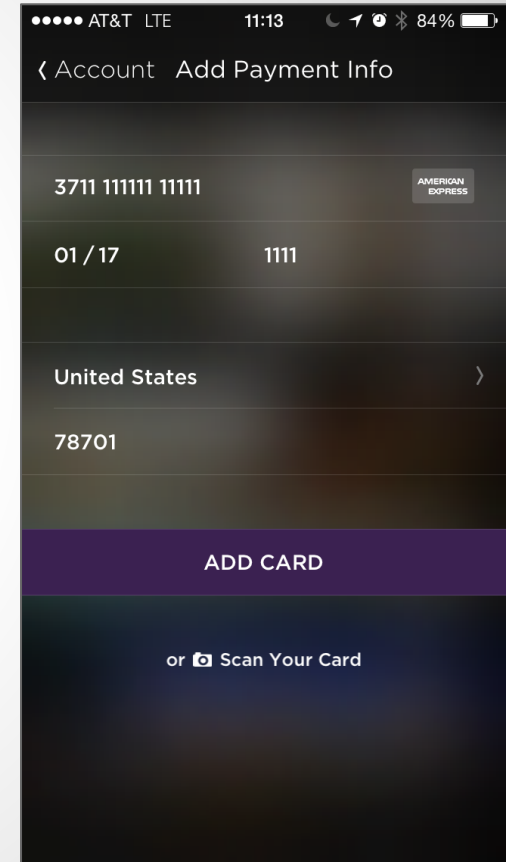 ●●●●● AT&T LTE 11:13 84%
Account Add Payment Info
3711 111111 11111 AMERICAN EXPRESS
01 / 17 1111
United States
78701
ADD CARD
or Scan Your Card